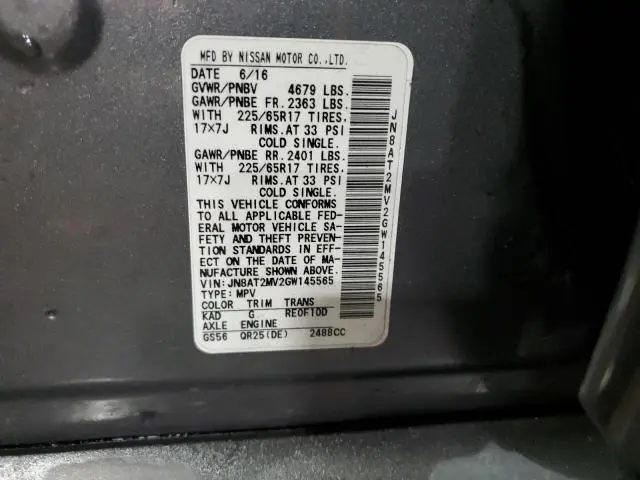 MFD BY NISSAN MOTOR CO.,LTD.
DATE 6/16
GVWR/PNBV 4679 LBS.
GAWR/PNBE FR. 2363 LBS.
WITH 225/65R17 TIRES.
17×7J RIMS.AT 33 PSI
COLD SINGLE.
GAWR/PNBE RR. 2401 LBS.
WITH 225/65R17 TIRES.
17×7J RIMS.AT 33 PSI
COLD SINGLE.
THIS VEHICLE CONFORMS
TO ALL APPLICABLE FED-
ERAL MOTOR VEHICLE SA-
FETY AND THEFT PREVEN-
TION STANDARDS IN EFF-
ECT ON THE DATE OF MA-
NUFACTURE SHOWN ABOVE.
VIN:JN8AT2MV2GW145565
TYPE:MPV
COLOR TRIM TRANS
KAD G RE0F10D
AXLE ENGINE
GS56 QR25(DE) 2488CC
JN8AT2MV2GW145565